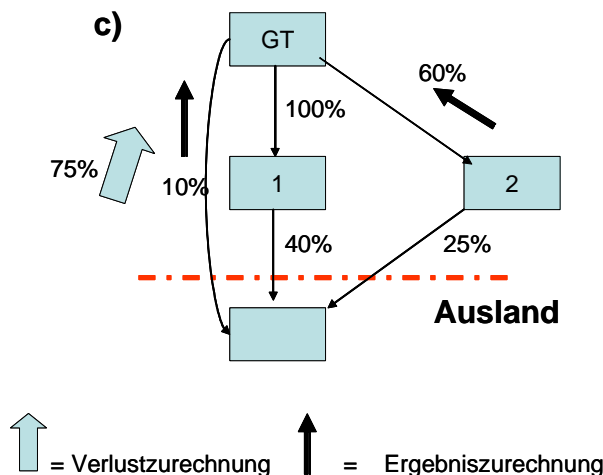 c)
GT
60%
100%
75%
10%
1
2
40%
25%
Ausland
= Verlustzurechnung
= Ergebniszurechnung